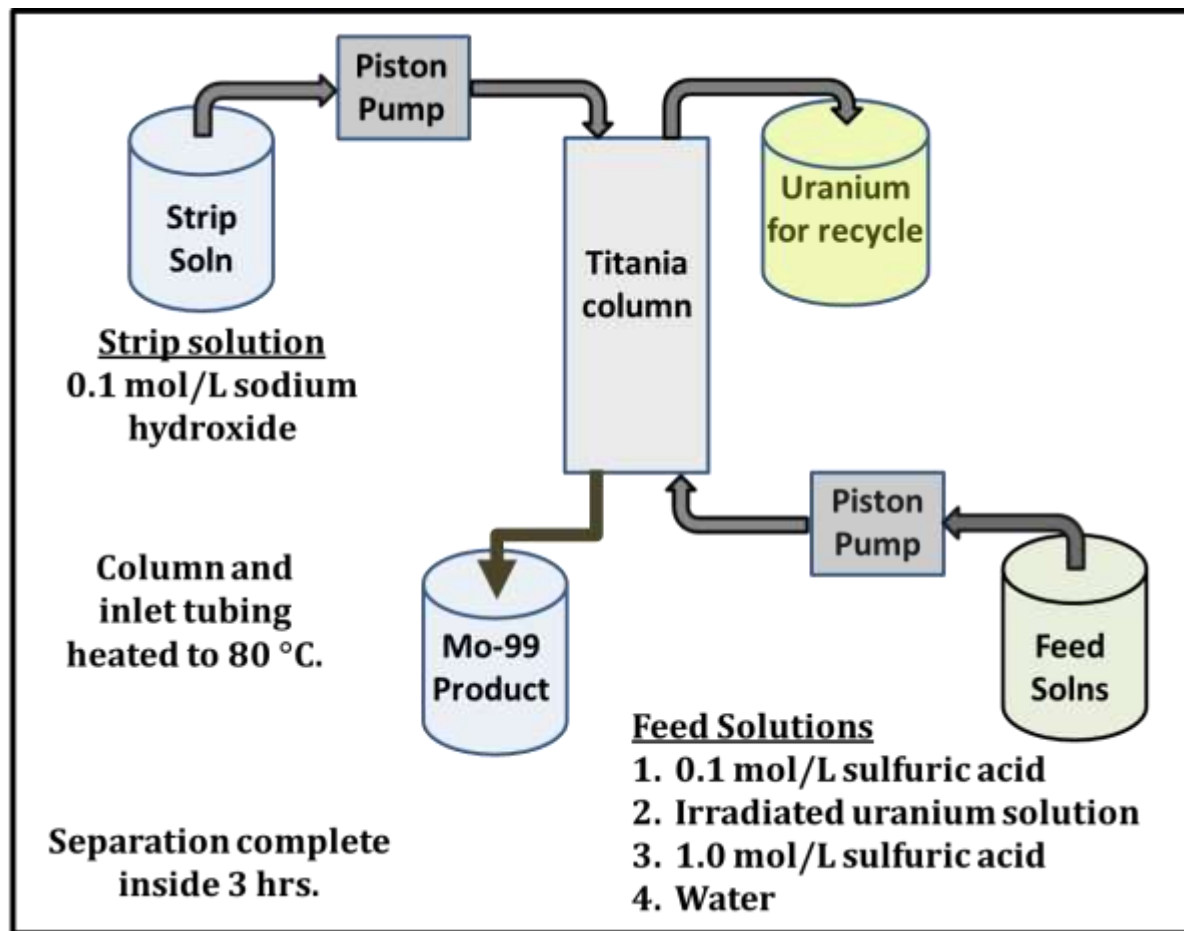 Piston
Pump
Strip
Soln
Titania
column
Uranium
for recycle
Strip solution
0.1 mol/L sodium
hydroxide
Piston
Pump
Column and
inlet tubing
heated to 80 °C.
Mo-99
Product
Feed
Solns
Feed Solutions
1. 0.1 mol/L sulfuric acid
2. Irradiated uranium solution
3. 1.0 mol/L sulfuric acid
4. Water
Separation complete
inside 3 hrs.